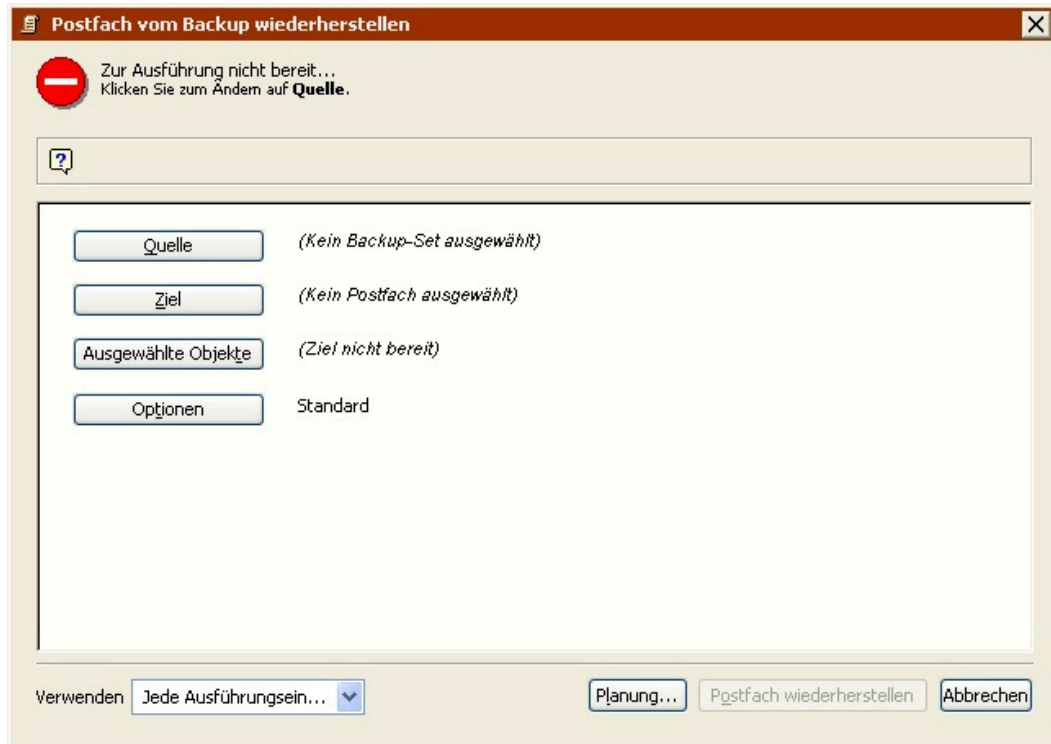 Postfach vom Backup wiederherstellen
Zur Ausführung nicht bereit...
Klicken Sie zum Ändern auf Quelle.
Quelle (Kein Backup-Set ausgewählt)
Ziel (Kein Postfach ausgewählt)
Ausgewählte Objekte (Ziel nicht bereit)
Optionen Standard
Verwenden Jede Ausführungsein... Planung... Postfach wiederherstellen Abbrechen